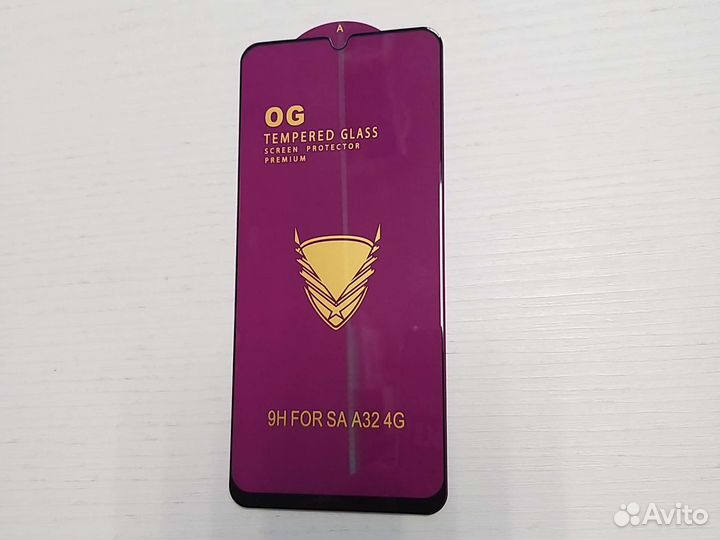 A
OG
TEMPERED GLASS
SCREEN PROTECTOR
PREMIUM
9H FOR SA A32 4G
Avito